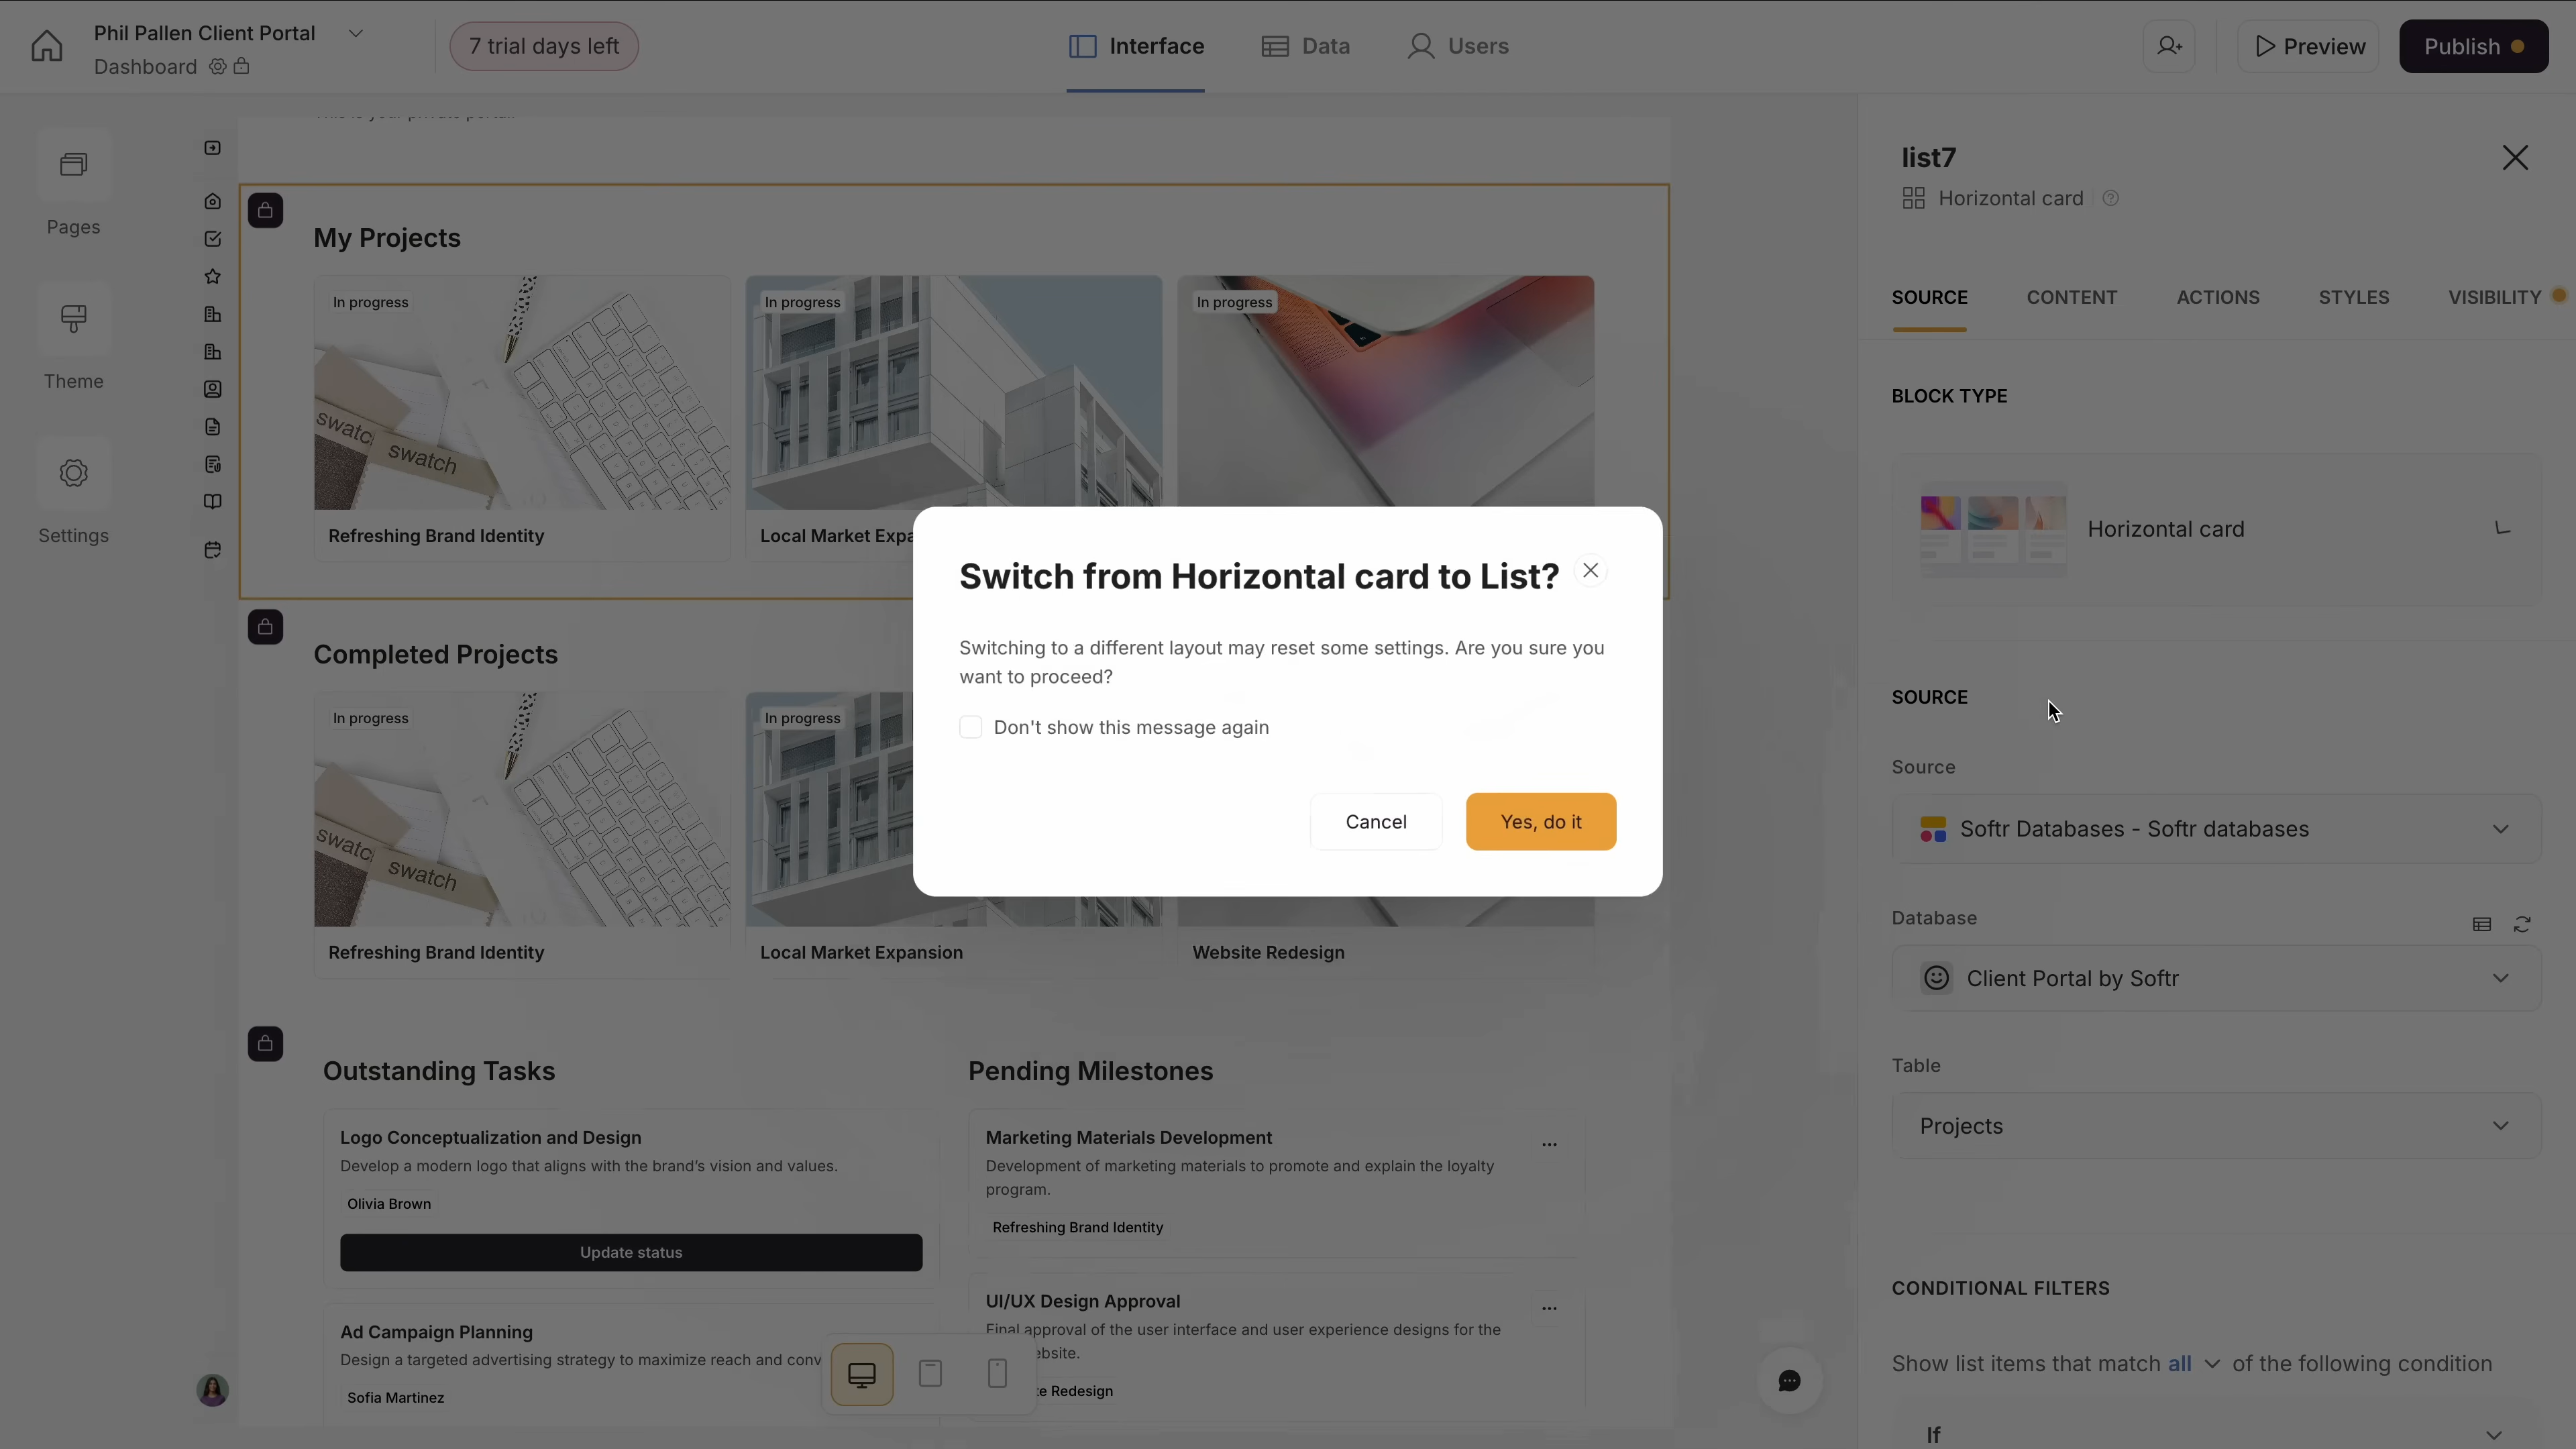 Phil Pallen Client Portal
Dashboard
7 trial days left
Interface
Data
Users
Preview
Publish
Pages
Theme
Settings
My Projects
In progress
In progress
In progress
swatch
Refreshing Brand Identity
Local Market Expa
Completed Projects
In progress
In progress
swatch
Refreshing Brand Identity
Local Market Expansion
Website Redesign
Outstanding Tasks
Logo Conceptualization and Design
Develop a modern logo that aligns with the brand’s vision and values.
Olivia Brown
Update status
Ad Campaign Planning
Design a targeted advertising strategy to maximize reach and conv
Sofia Martinez
Pending Milestones
Marketing Materials Development
Development of marketing materials to promote and explain the loyalty
program.
Refreshing Brand Identity
UI/UX Design Approval
Final approval of the user interface and user experience designs for the
ebsite.
te Redesign
Switch from Horizontal card to List?
Switching to a different layout may reset some settings. Are you sure you
want to proceed?
Don't show this message again
Cancel
Yes, do it
list7
Horizontal card
SOURCE
CONTENT
ACTIONS
STYLES
VISIBILITY
BLOCK TYPE
Horizontal card
SOURCE
Source
Softr Databases - Softr databases
Database
Client Portal by Softr
Table
Projects
CONDITIONAL FILTERS
Show list items that match all of the following condition
If